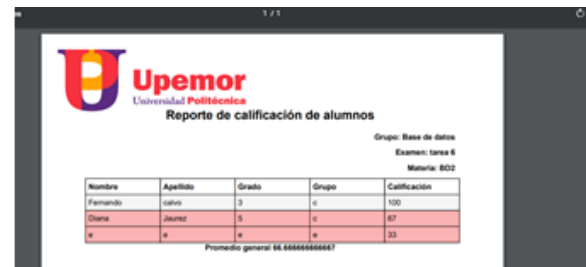 1 / 1
Upemor
Universidad Politécnica
Reporte de calificación de alumnos
Grupo: Base de datos
Examen: tarea 6
Materia: BO2
Nombre Apellido Grado Grupo Calificación
Fernando calvo 3 c 100
Diana Jaurez 5 c 67
e e e e 33
Promedio general 66.666666666667